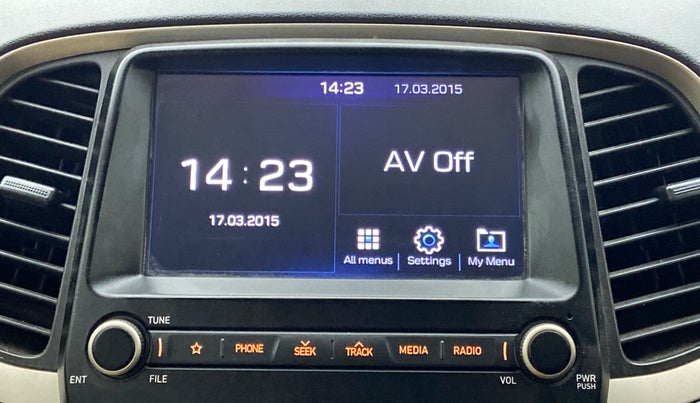 14:23 17.03.2015
14:23
17.03.2015
AV Off
All menus Settings My Menu
TUNE
PHONE SEEK TRACK MEDIA RADIO
ENT FILE VOL PWR
PUSH